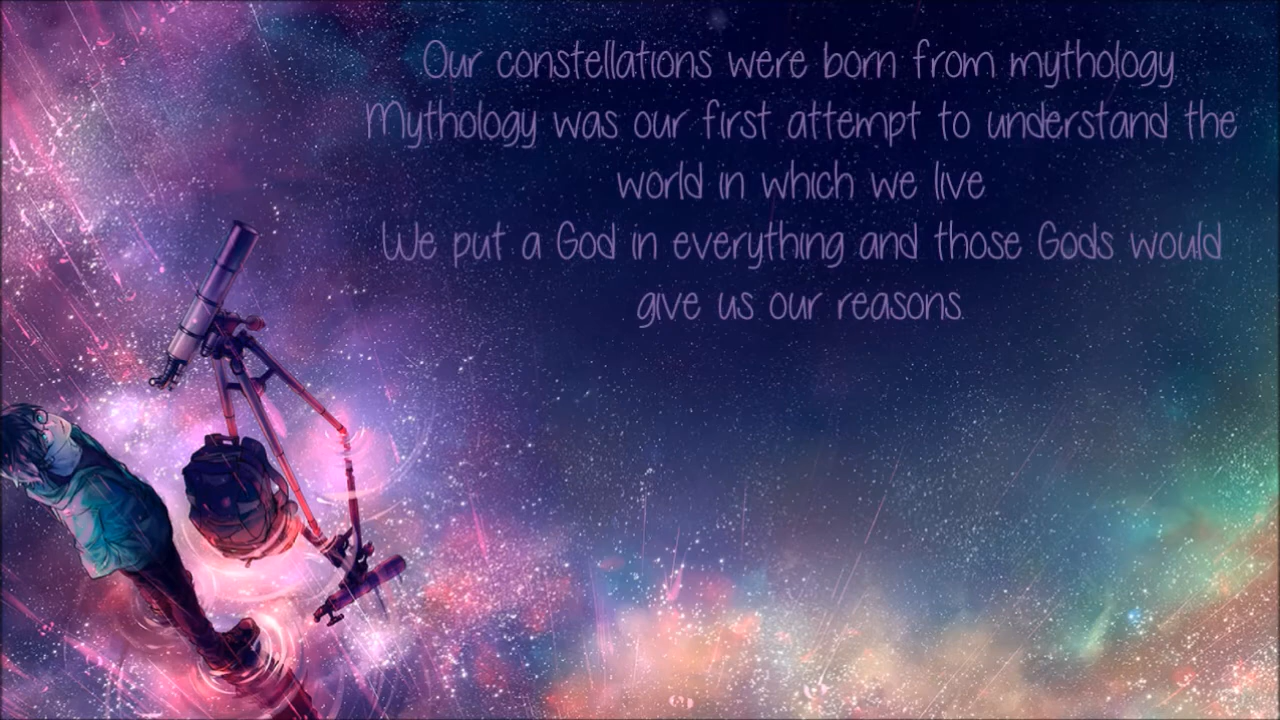 Our constellations were born from mythology
Mythology was our first attempt to understand the
world in which we live
We put a God in everything and those Gods would
give us our reasons.